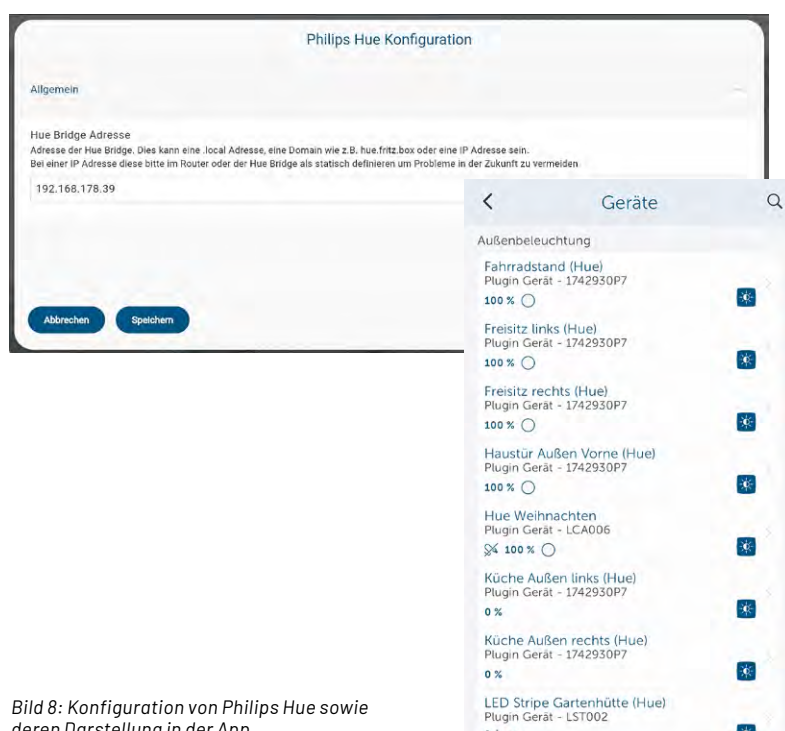 Philips Hue Konfiguration
Allgemein
Hue Bridge Adresse
Adresse der Hue Bridge. Dies kann eine .local Adresse, eine Domain wie z.B. hue.fritz.box oder eine IP Adresse sein.
Bei einer IP Adresse diese bitte im Router oder der Hue Bridge als statisch definieren um Probleme in der Zukunft zu vermeiden
192.168.178.39
Abbrechen
Speichern
Geräte
Außenbeleuchtung
Fahrradstand (Hue)
Plugin Gerät - 1742930P7
100 %
Freisitz links (Hue)
Plugin Gerät - 1742930P7
100 %
Freisitz rechts (Hue)
Plugin Gerät - 1742930P7
100 %
Haustür Außen Vorne (Hue)
Plugin Gerät - 1742930P7
100 %
Hue Weihnachten
Plugin Gerät - LCA006
100 %
Küche Außen links (Hue)
Plugin Gerät - 1742930P7
0 %
Küche Außen rechts (Hue)
Plugin Gerät - 1742930P7
0 %
LED Stripe Gartenhütte (Hue)
Plugin Gerät - LST002
Bild 8: Konfiguration von Philips Hue sowie
deren Darstellung in der App